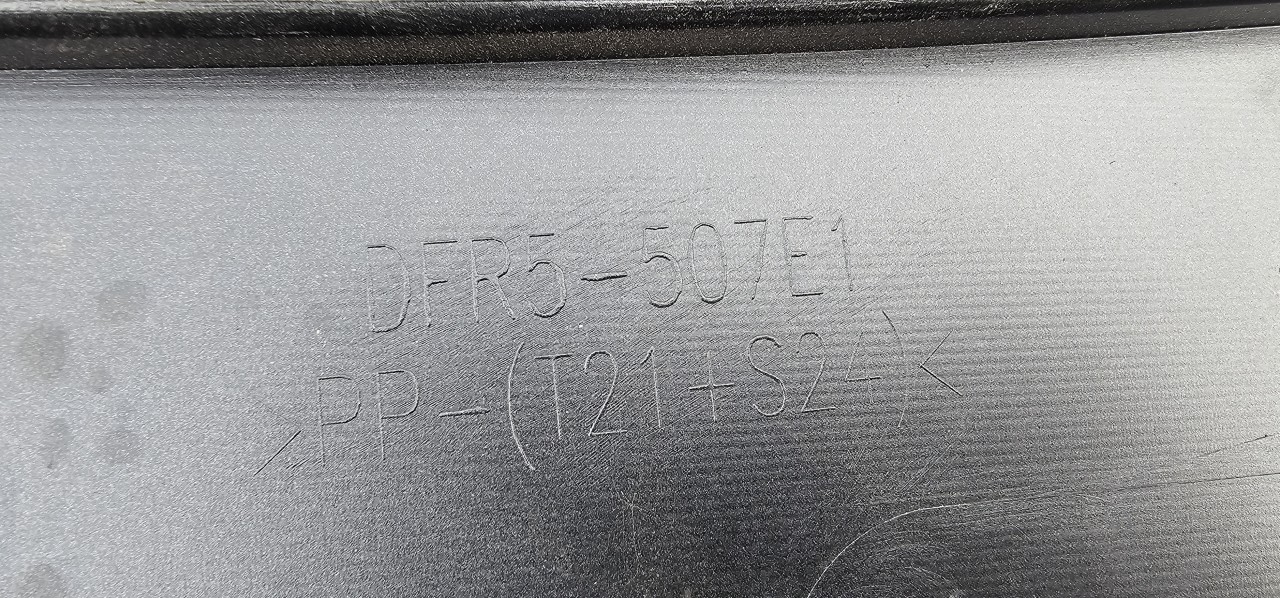 DFR5-507E1
>PP-(T21+S24)<